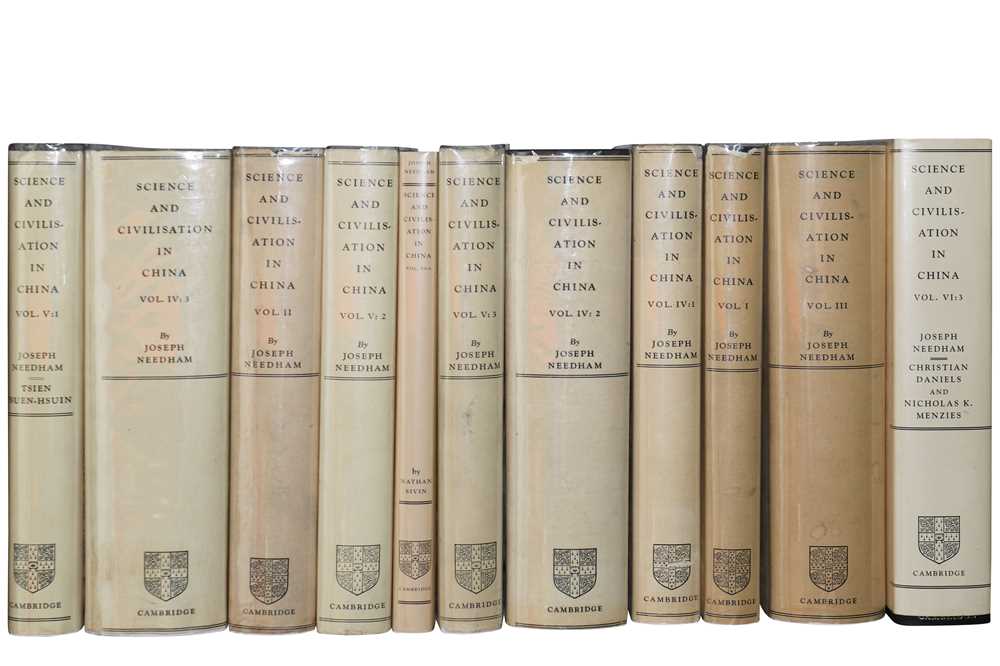 SCIENCE
AND
CIVILIS-
ATION
IN
CHINA
VOL. V:1
JOSEPH
NEEDHAM
TSIEN
TSUEN-HSUIN
CAMBRIDGE
SCIENCE
AND
CIVILISATION
IN
CHINA
VOL. IV:3
By
JOSEPH
NEEDHAM
CAMBRIDGE
SCIENCE
AND
CIVILIS-
ATION
IN
CHINA
VOL. II
By
JOSEPH
NEEDHAM
CAMBRIDGE
SCIENCE
AND
CIVILIS-
ATION
IN
CHINA
VOL. V:2
By
JOSEPH
NEEDHAM
CAMBRIDGE
JOSEPH
NEEDHAM
SCIENCE
AND
CIVILIS-
ATION
IN
CHINA
by
NATHAN
SIVIN
CAMBRIDGE
SCIENCE
AND
CIVILIS-
ATION
IN
CHINA
VOL. V:3
By
JOSEPH
NEEDHAM
CAMBRIDGE
SCIENCE
AND
CIVILIS-
ATION
IN
CHINA
VOL. IV:2
By
JOSEPH
NEEDHAM
CAMBRIDGE
SCIENCE
AND
CIVILIS-
ATION
IN
CHINA
VOL. IV:1
By
JOSEPH
NEEDHAM
CAMBRIDGE
SCIENCE
AND
CIVILIS-
ATION
IN
CHINA
VOL. I
By
JOSEPH
NEEDHAM
CAMBRIDGE
SCIENCE
AND
CIVILIS-
ATION
IN
CHINA
VOL. III
By
JOSEPH
NEEDHAM
CAMBRIDGE
SCIENCE
AND
CIVILIS-
ATION
IN
CHINA
VOL. VI:3
JOSEPH
NEEDHAM
CHRISTIAN
DANIELS
AND
NICHOLAS K.
MENZIES
CAMBRIDGE